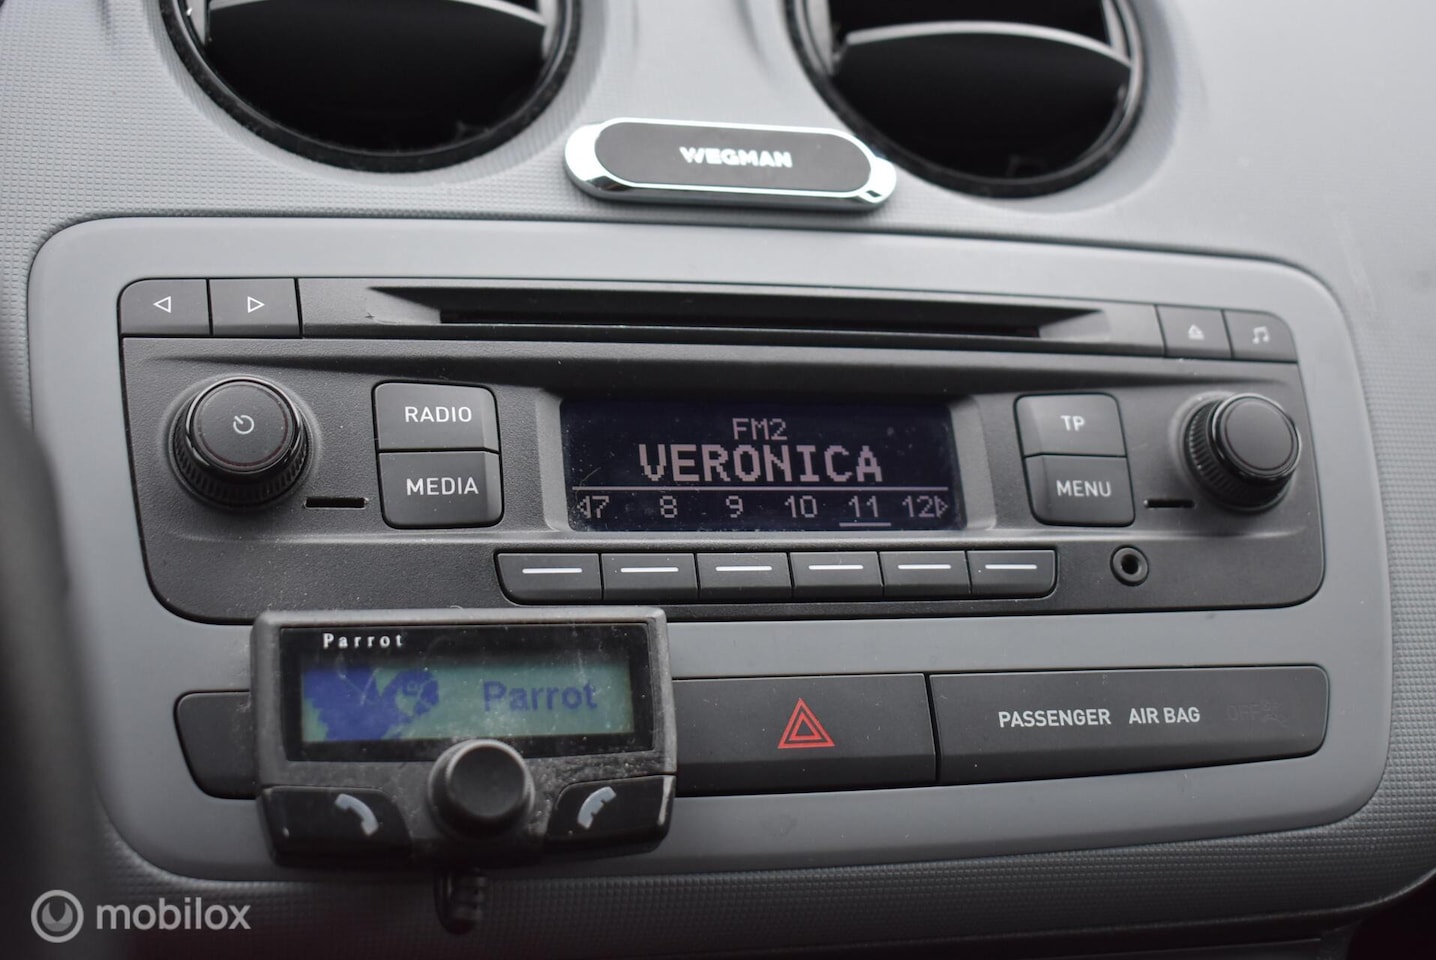 WEGMAN
RADIO
MEDIA
FM2
VERONICA
7 8 9 10 11 12
TP
MENU
Parrot
Parrot
PASSENGER AIR BAG
mobilox